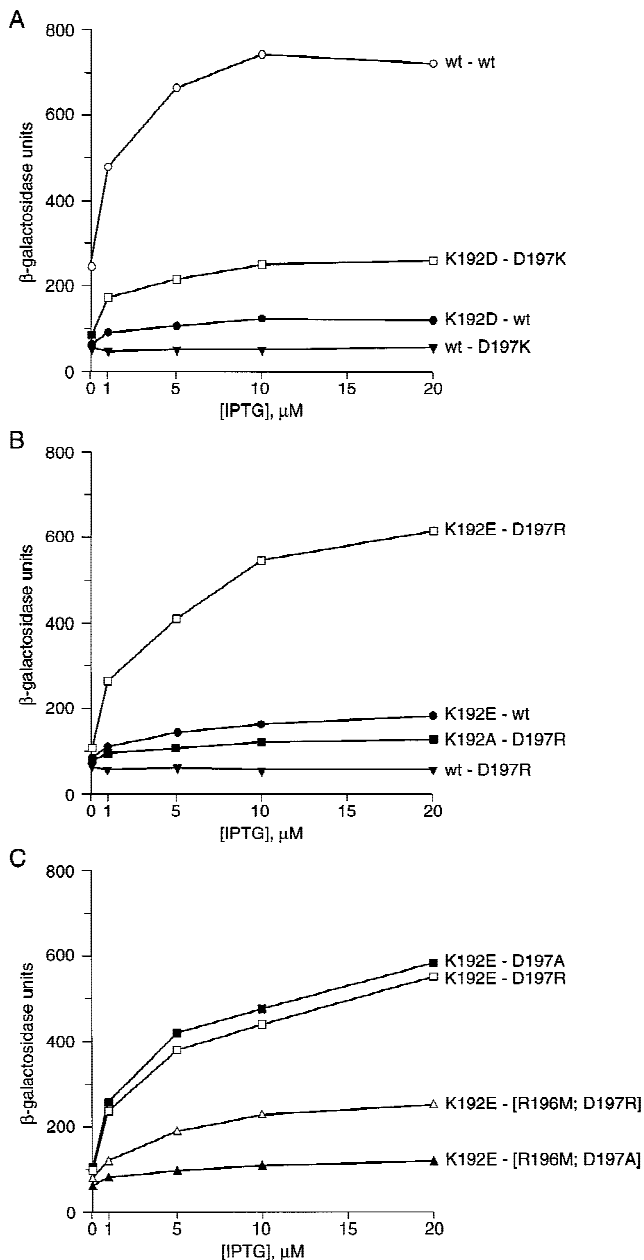 A
800
600
400
200
0
β-galactosidase units
wt - wt
K192D - D197K
K192D - wt
wt - D197K
0 1 5 10 15 20
[IPTG], μM
B
800
600
400
200
0
β-galactosidase units
K192E - D197R
K192E - wt
K192A - D197R
wt - D197R
0 1 5 10 15 20
[IPTG], μM
C
800
600
400
200
0
β-galactosidase units
K192E - D197A
K192E - D197R
K192E - [R196M; D197R]
K192E - [R196M; D197A]
0 1 5 10 15 20
[IPTG], μM